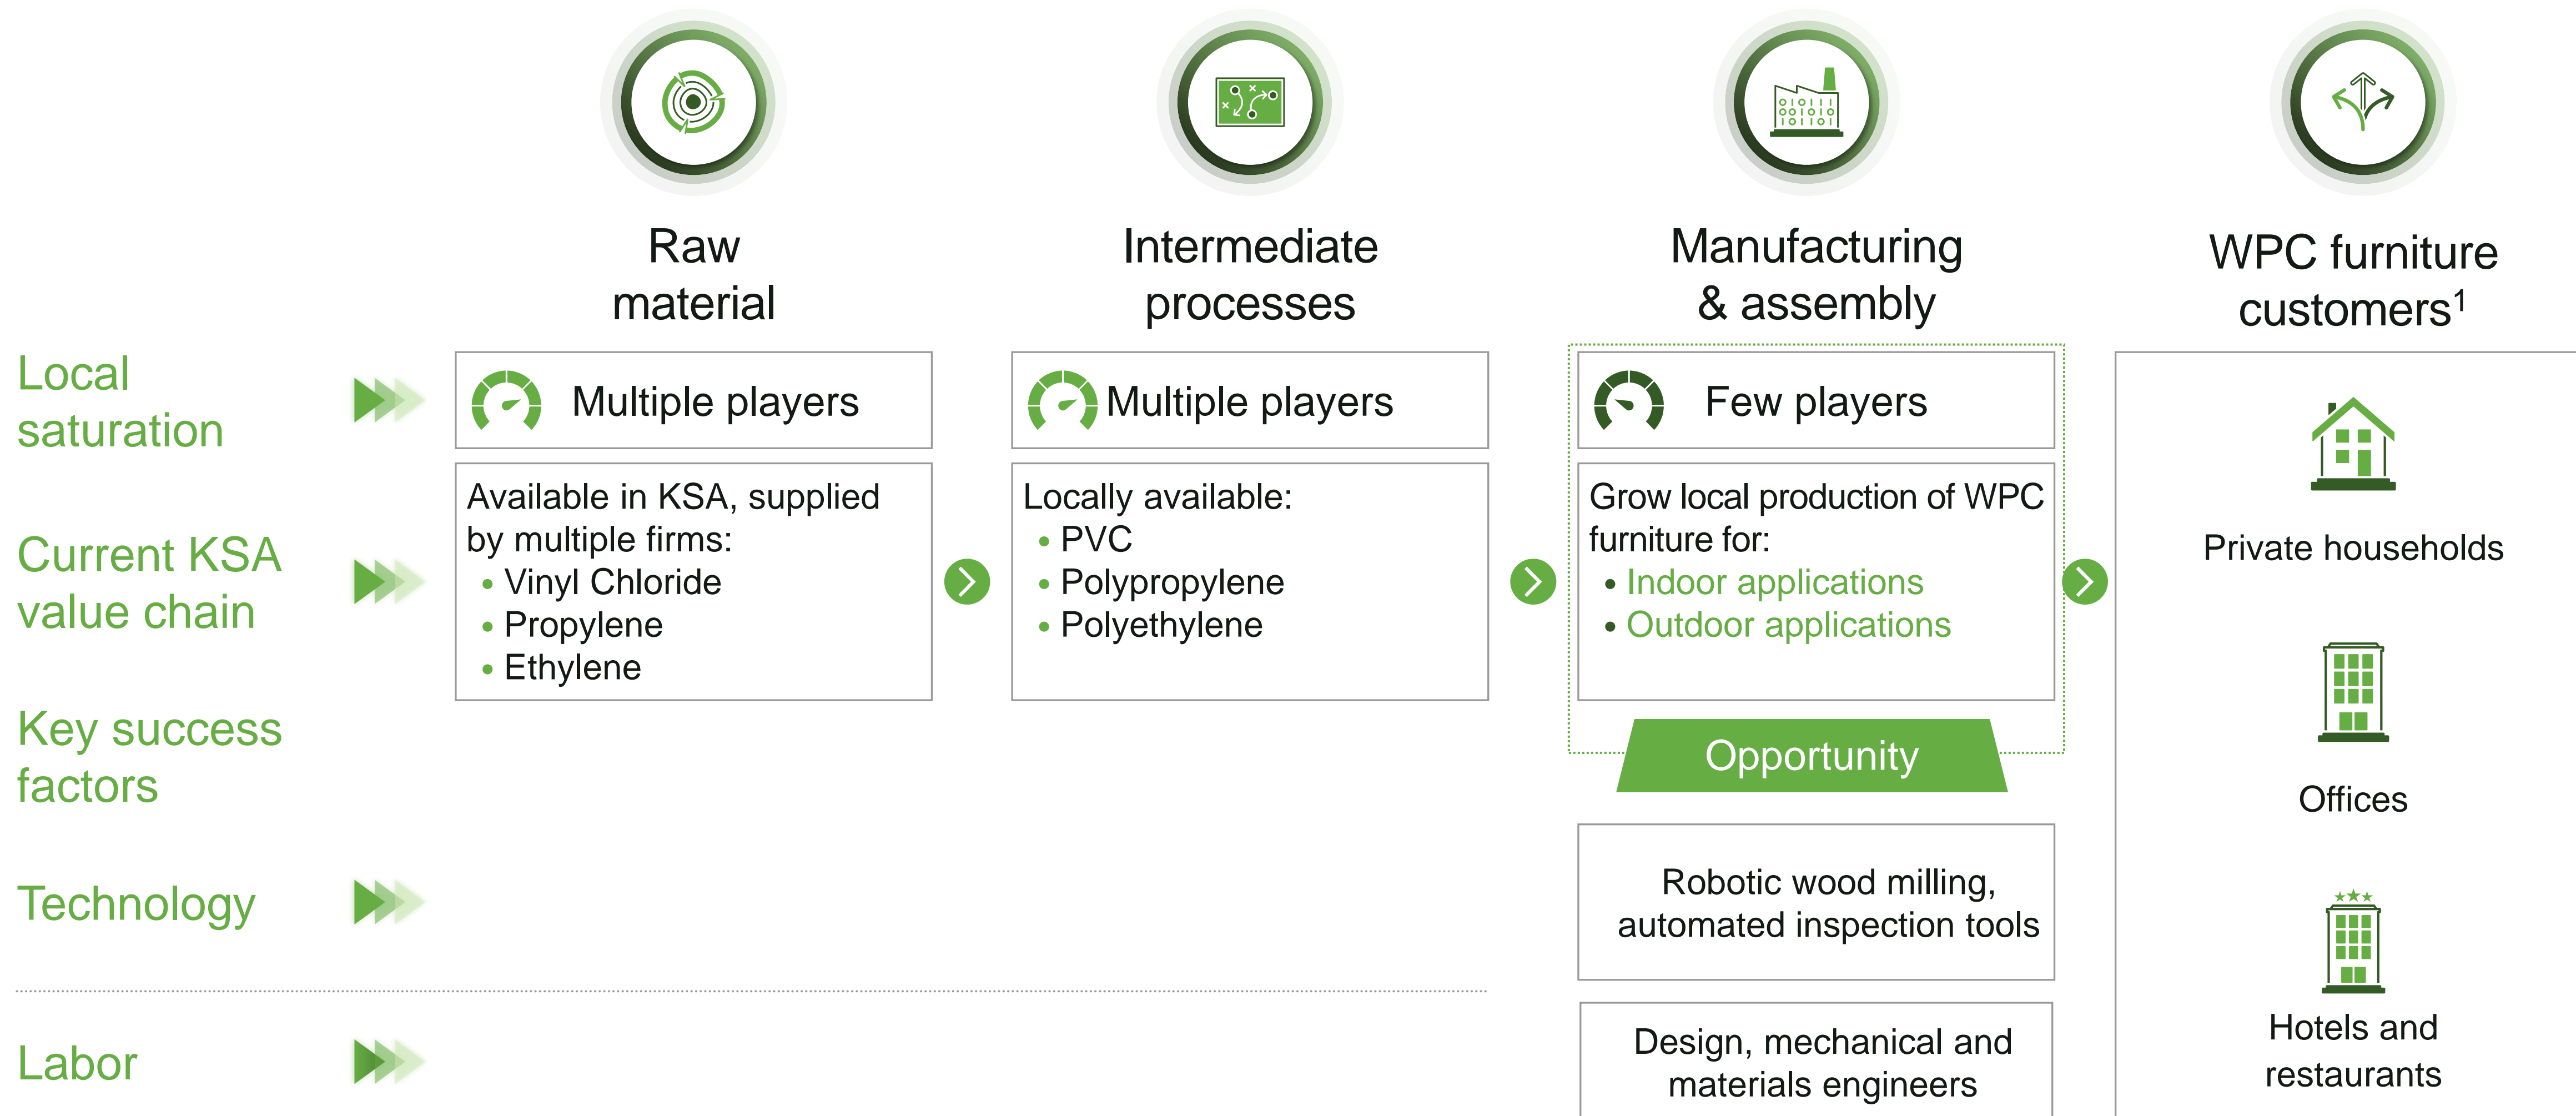 Raw
material
Intermediate
processes
Manufacturing
& assembly
WPC furniture
customers¹
Local
saturation
Multiple players
Multiple players
Few players
Current KSA
value chain
Available in KSA, supplied
by multiple firms:
• Vinyl Chloride
• Propylene
• Ethylene
Locally available:
• PVC
• Polypropylene
• Polyethylene
Grow local production of WPC
furniture for:
• Indoor applications
• Outdoor applications
Private households
Offices
Hotels and
restaurants
Key success
factors
Opportunity
Technology
Robotic wood milling,
automated inspection tools
Labor
Design, mechanical and
materials engineers